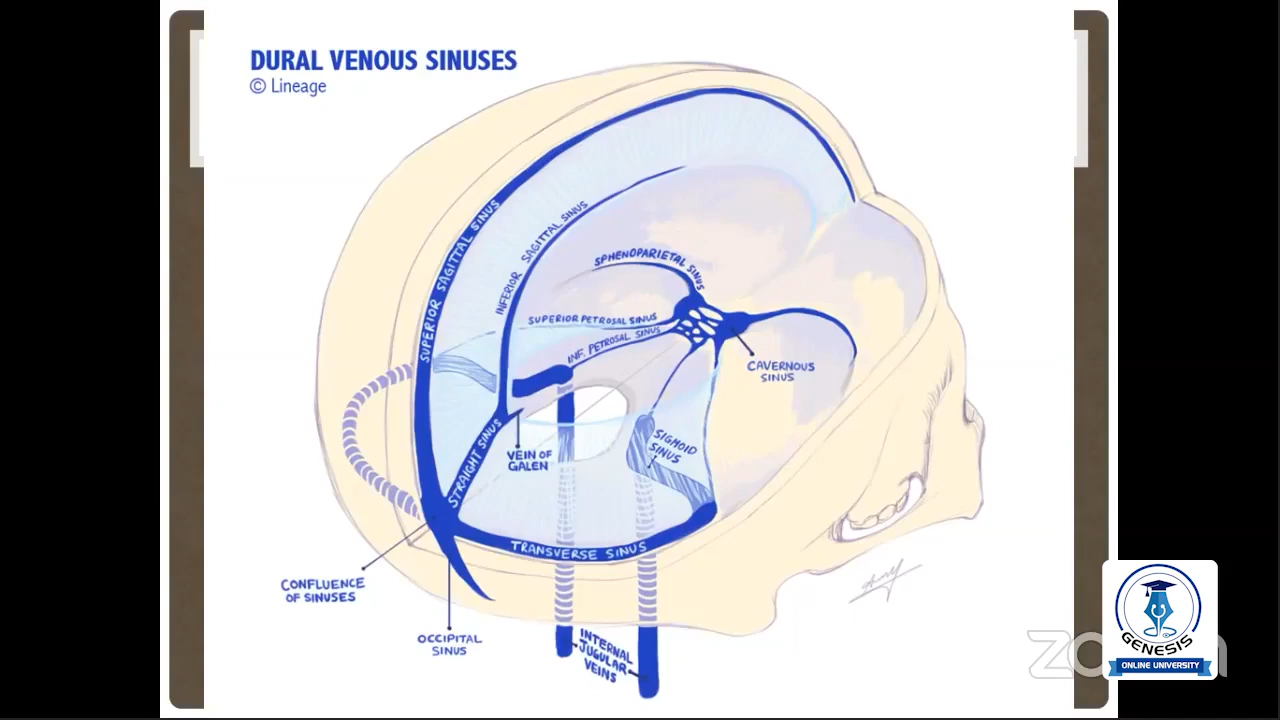 DURAL VENOUS SINUSES
© Lineage
SUPERIOR SAGITTAL SINUS
INFERIOR SAGITTAL SINUS
SPHENOPARIETAL SINUS
SUPERIOR PETROSAL SINUS
INF. PETROSAL SINUS
CAVERNOUS
SINUS
STRAIGHT SINUS
VEIN OF
GALEN
SIGMOID
SINUS
TRANSVERSE SINUS
CONFLUENCE
OF SINUSES
OCCIPITAL
SINUS
INTERNAL
JUGULAR
VEINS
GENESIS
ONLINE UNIVERSITY